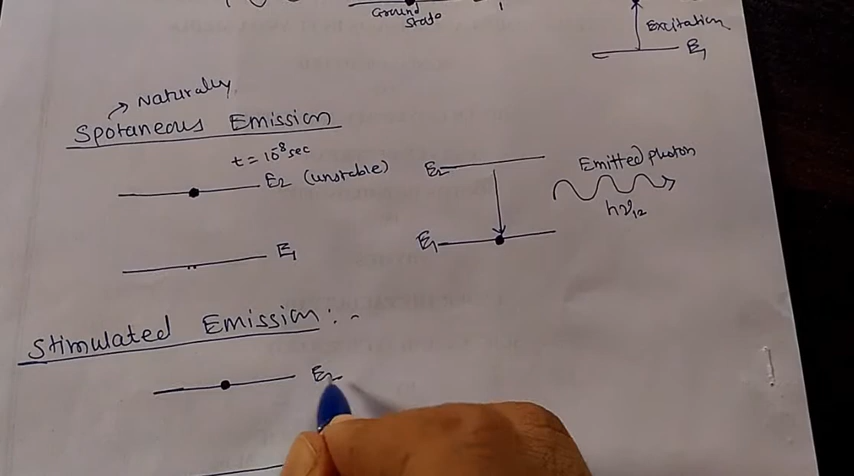 Ground
State
Excitation
E1
Naturally
Spotaneous Emission
t = 10^-8 sec
E2 (unstable)
E1
E2
E1
Emitted photon
hν12
Stimulated Emission :-
E2